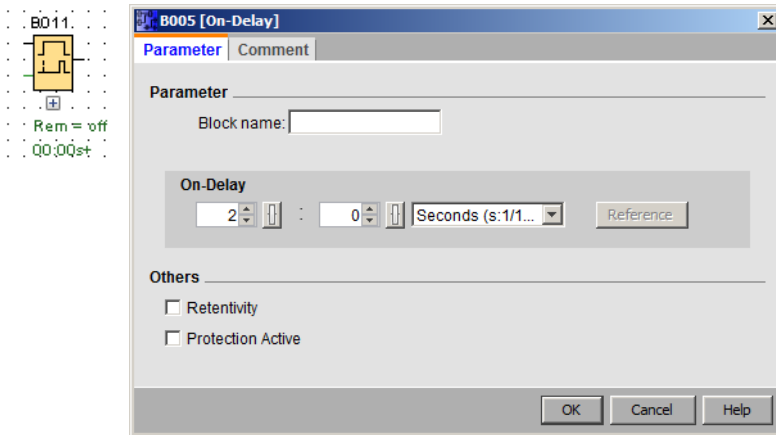 B011
Rem = off
00:00s+
B005 [On-Delay]
Parameter Comment
Parameter
Block name:
On-Delay
2 : 0 Seconds (s:1/1... Reference
Others
Retentivity
Protection Active
OK Cancel Help